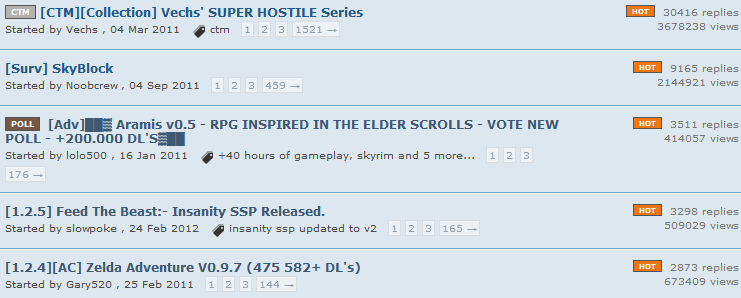 CTM [CTM][Collection] Vechs' SUPER HOSTILE Series HOT 30416 replies
Started by Vechs , 04 Mar 2011 ctm 1 2 3 1521 → 3678238 views
[Surv] SkyBlock HOT 9165 replies
Started by Noobcrew , 04 Sep 2011 1 2 3 459 → 2144921 views
POLL [Adv]██▓ Aramis v0.5 - RPG INSPIRED IN THE ELDER SCROLLS - VOTE NEW HOT 3511 replies
POLL - +200.000 DL'S▓██ 414057 views
Started by lolo500 , 16 Jan 2011 +40 hours of gameplay, skyrim and 5 more... 1 2 3
176 →
[1.2.5] Feed The Beast:- Insanity SSP Released. HOT 3298 replies
Started by slowpoke , 24 Feb 2012 insanity ssp updated to v2 1 2 3 165 → 509029 views
[1.2.4][AC] Zelda Adventure V0.9.7 (475 582+ DL's) HOT 2873 replies
Started by Gary520 , 25 Feb 2011 1 2 3 144 → 673409 views